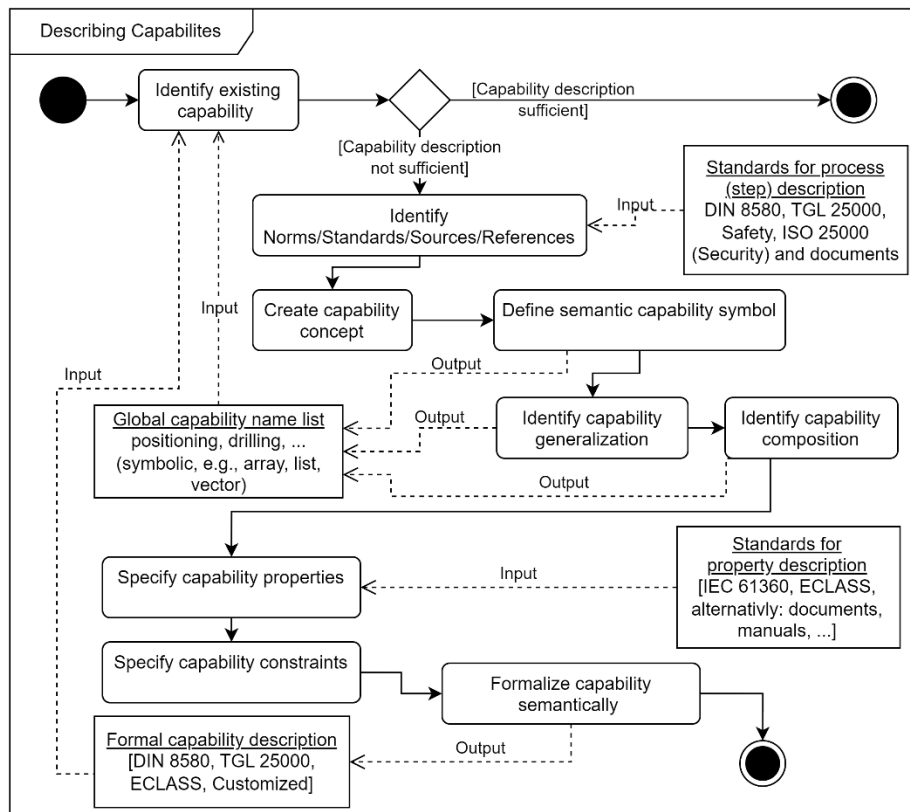 Describing Capabilites
Identify existing
capability
[Capability description
sufficient]
[Capability description
not sufficient]
Standards for process
(step) description
DIN 8580, TGL 25000,
Safety, ISO 25000
(Security) and documents
Input
Identify
Norms/Standards/Sources/References
Create capability
concept
Define semantic capability symbol
Input
Input
Output
Global capability name list
positioning, drilling, ...
(symbolic, e.g., array, list,
vector)
Output
Identify capability
generalization
Identify capability
composition
Output
Specify capability properties
Input
Standards for
property description
[IEC 61360, ECLASS,
alternativly: documents,
manuals, ...]
Specify capability constraints
Formalize capability
semantically
Formal capability description
[DIN 8580, TGL 25000,
ECLASS, Customized]
Output